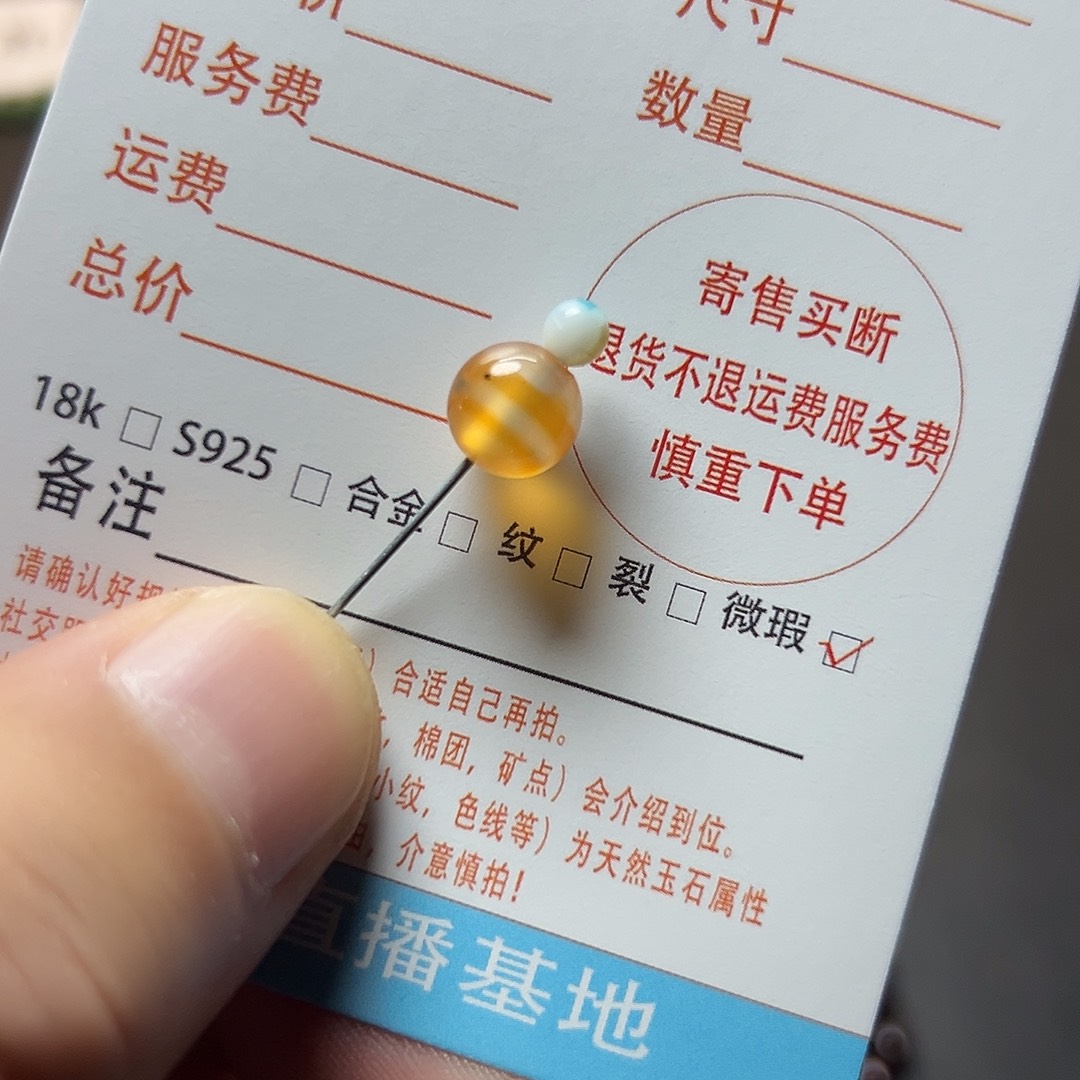 价
尺寸
服务费
数量
运费
总价
寄售买断
退货不退运费服务费
慎重下单
18k □ S925 □ 合金 □ 纹 □ 裂 □ 微瑕 ☑
备注
请确认好
社交
）合适自己再拍。
，棉团，矿点）会介绍到位。
小纹，色线等）为天然玉石属性
，介意慎拍！
直播基地